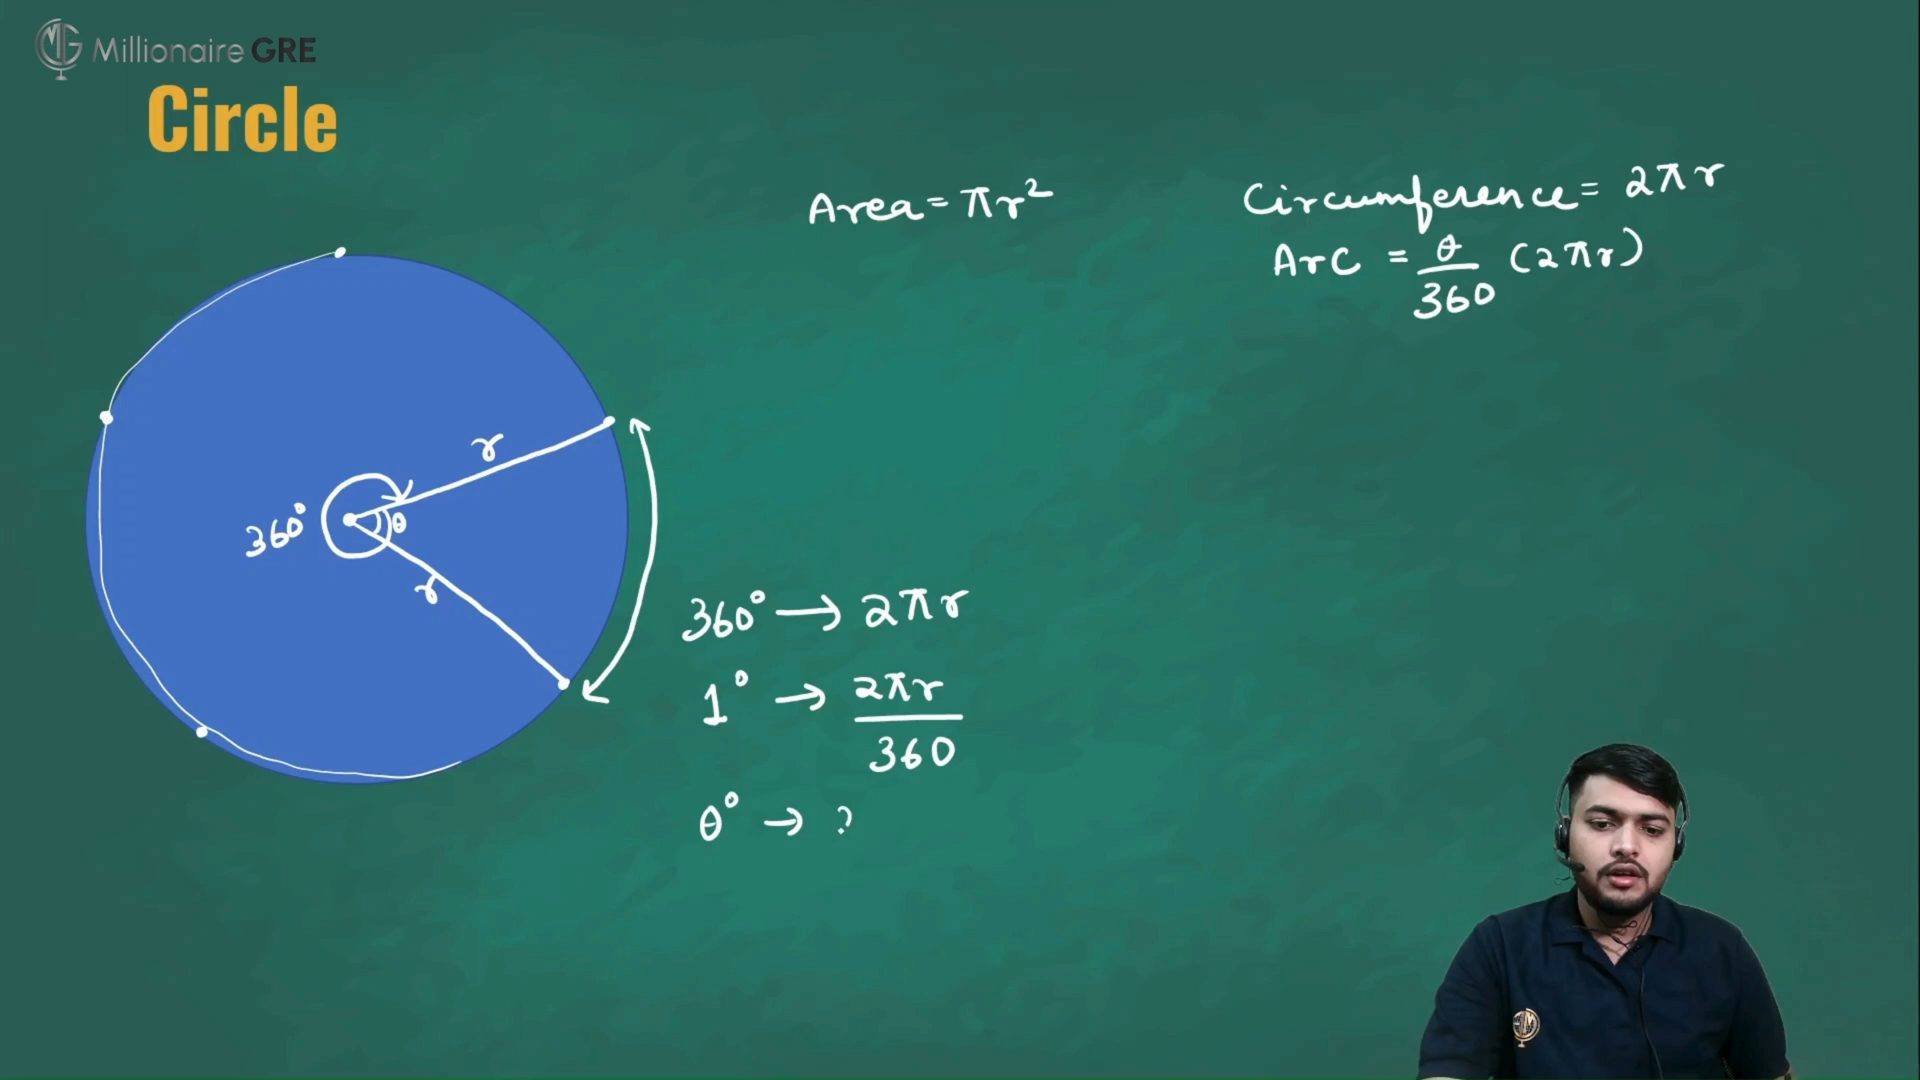 Millionaire GRE
Circle
Area = πr²
Circumference = 2πr
Arc = θ/360 (2πr)
r
360°
θ
r
360° → 2πr
1° → 2πr/360
θ° → ?